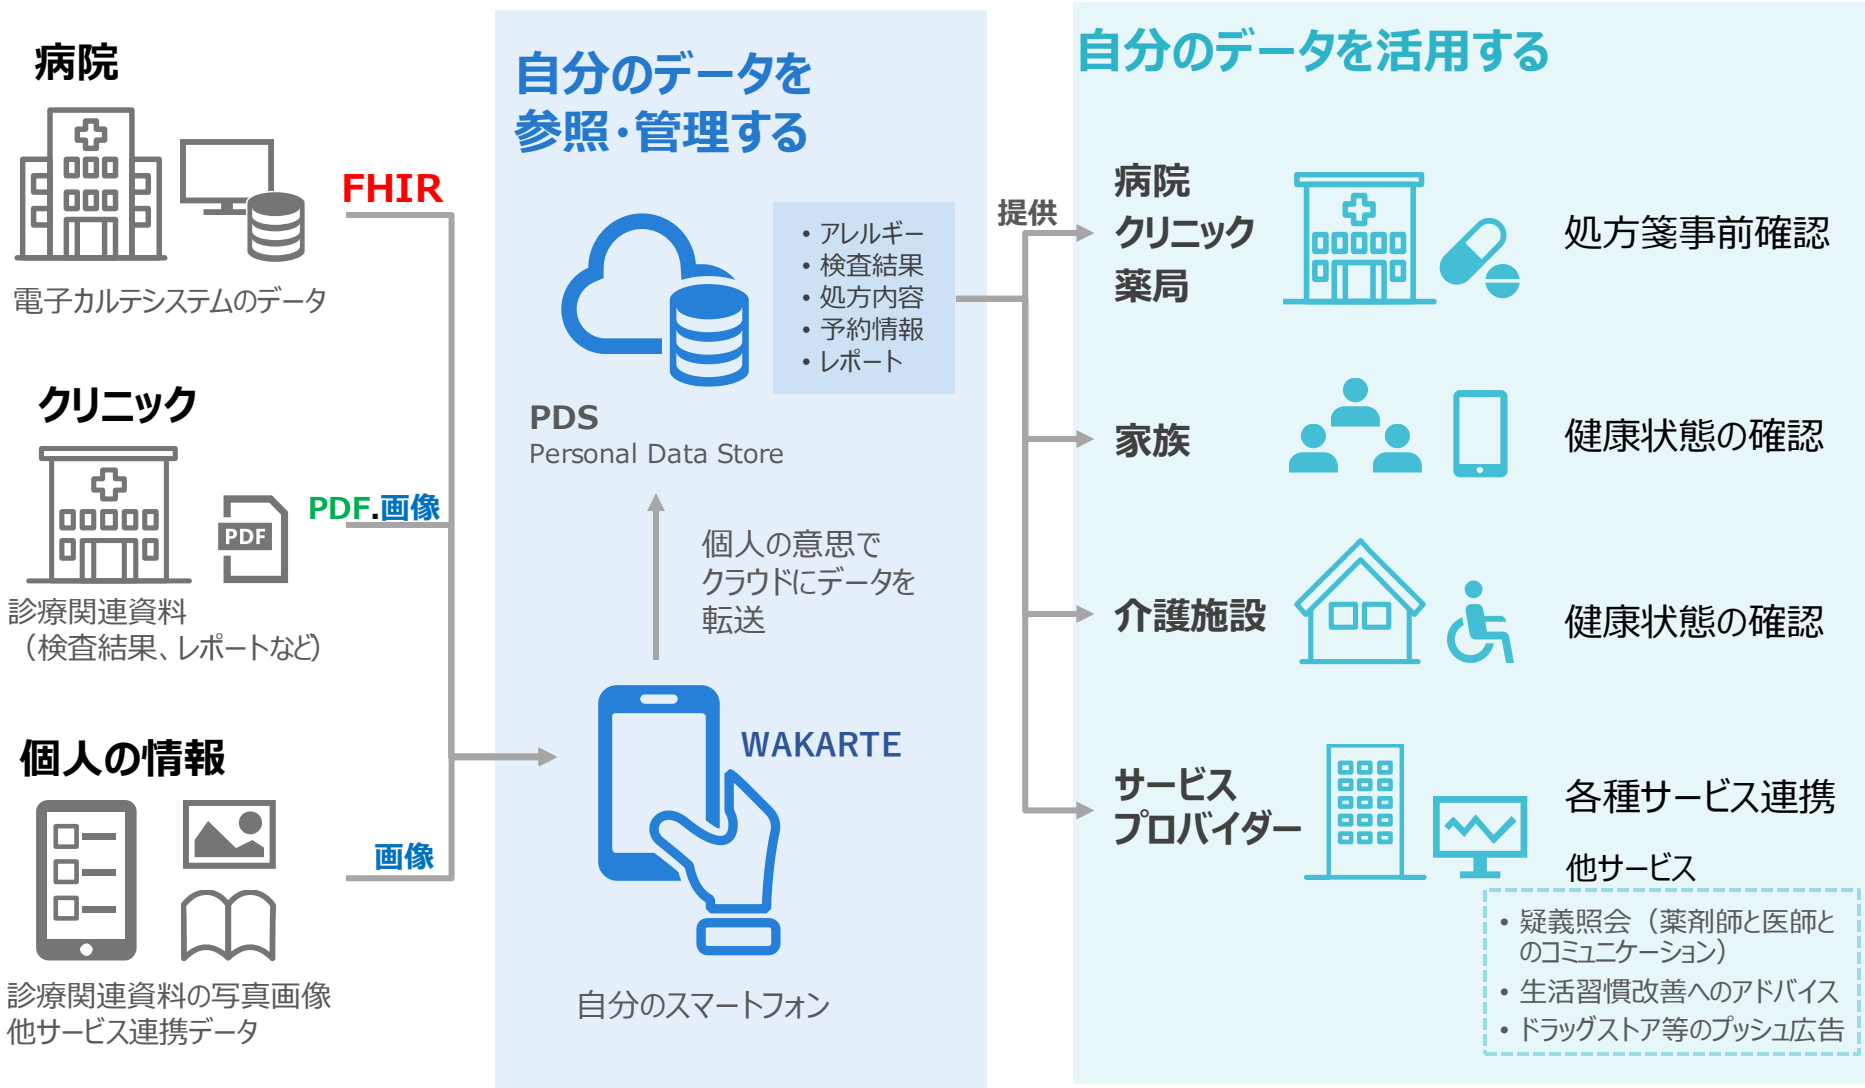 病院
電子カルテシステムのデータ
FHIR
クリニック
PDF
PDF.画像
診療関連資料
（検査結果、レポートなど）
個人の情報
画像
診療関連資料の写真画像
他サービス連携データ
自分のデータを
参照・管理する
・アレルギー
・検査結果
・処方内容
・予約情報
・レポート
PDS
Personal Data Store
個人の意思で
クラウドにデータを
転送
WAKARTE
自分のスマートフォン
自分のデータを活用する
提供
病院
クリニック
薬局
処方箋事前確認
家族
健康状態の確認
介護施設
健康状態の確認
サービス
プロバイダー
各種サービス連携
他サービス
・疑義照会（薬剤師と医師と
のコミュニケーション）
・生活習慣改善へのアドバイス
・ドラッグストア等のプッシュ広告